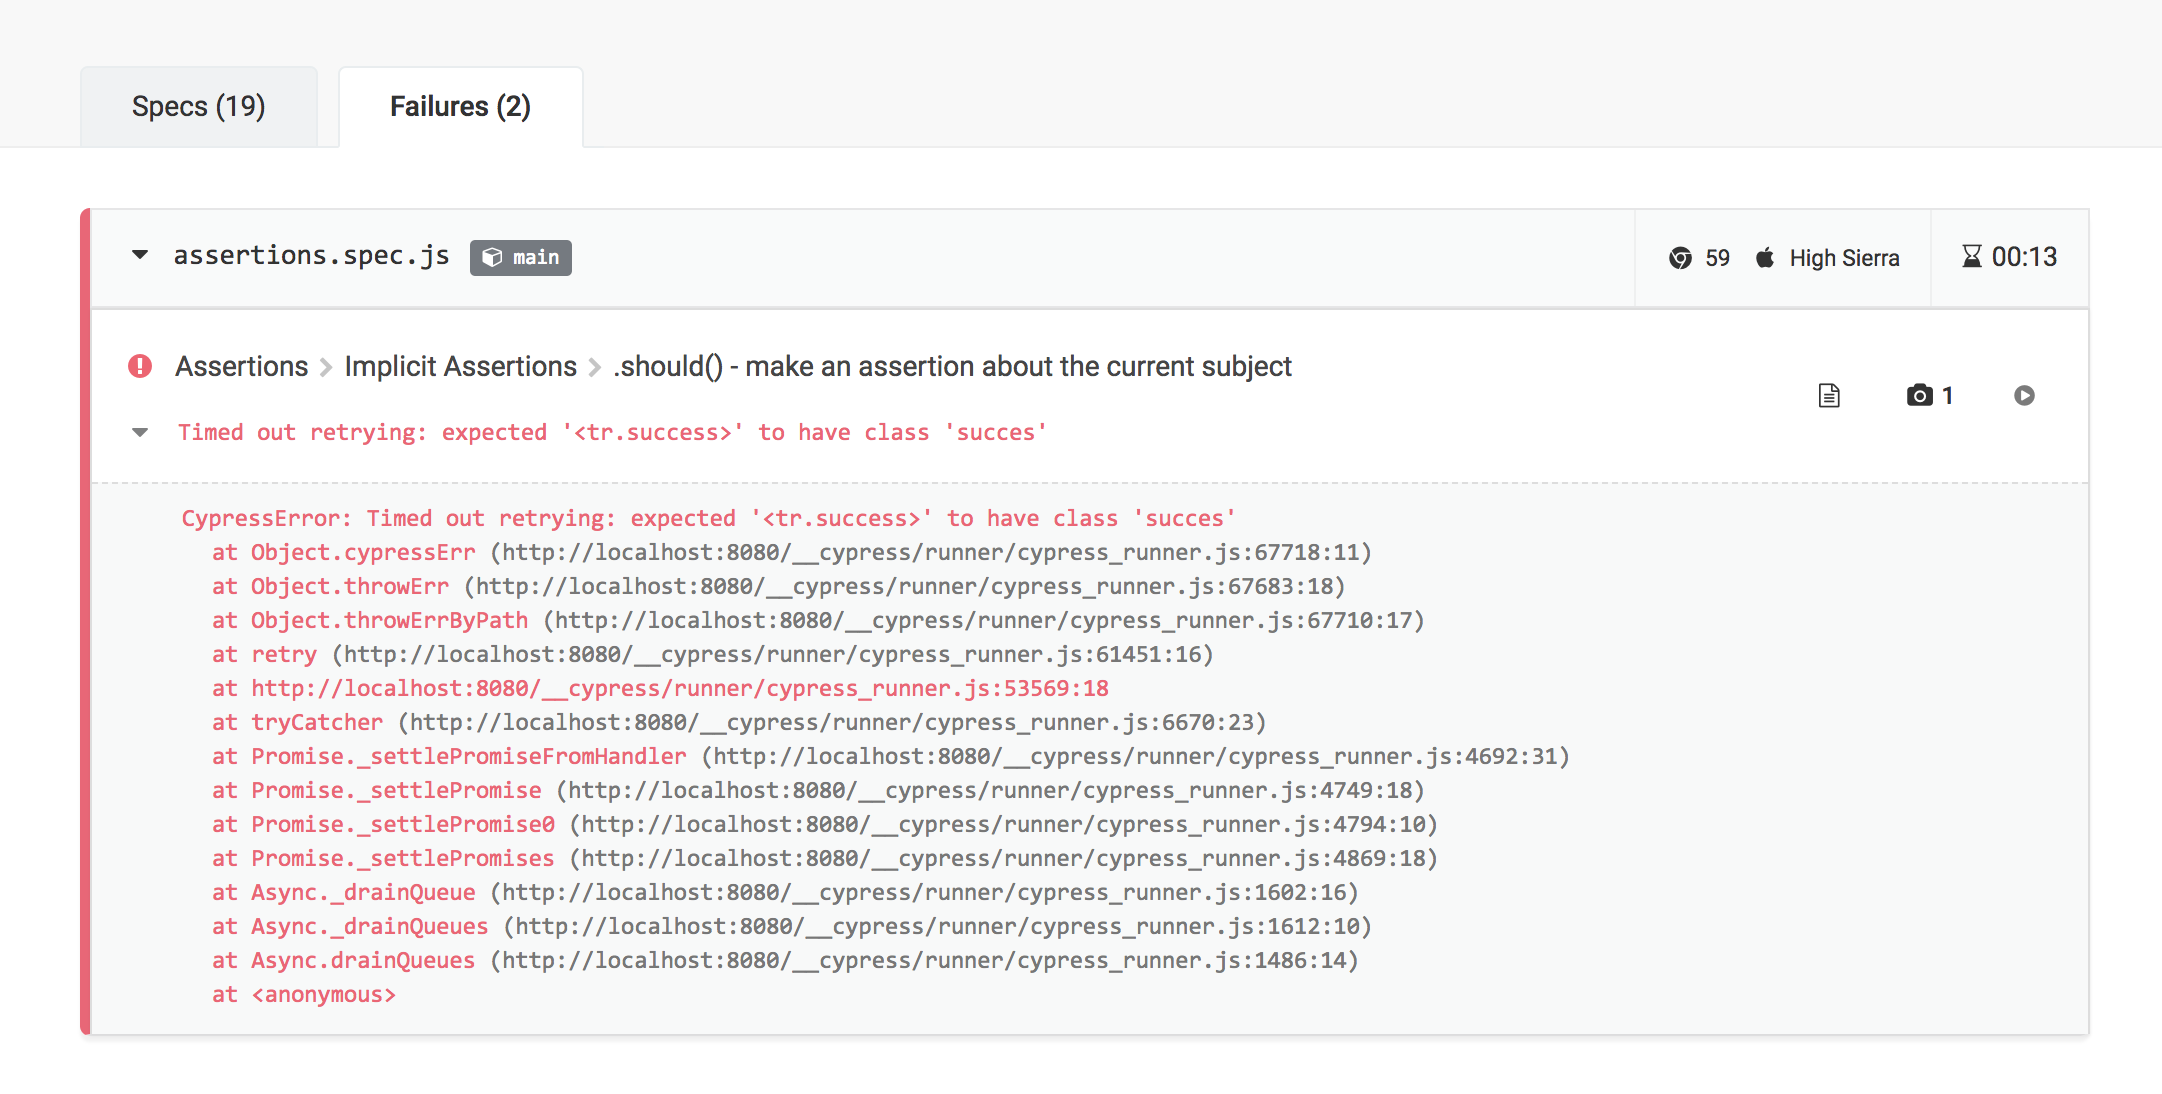 Specs (19)
Failures (2)
assertions.spec.js
main
59
High Sierra
00:13
Assertions
Implicit Assertions
.should() - make an assertion about the current subject
1
Timed out retrying: expected '<tr.success>' to have class 'succes'
CypressError: Timed out retrying: expected '<tr.success>' to have class 'succes'
at Object.cypressErr (http://localhost:8080/__cypress/runner/cypress_runner.js:67718:11)
at Object.throwErr (http://localhost:8080/__cypress/runner/cypress_runner.js:67683:18)
at Object.throwErrByPath (http://localhost:8080/__cypress/runner/cypress_runner.js:67710:17)
at retry (http://localhost:8080/__cypress/runner/cypress_runner.js:61451:16)
at http://localhost:8080/__cypress/runner/cypress_runner.js:53569:18
at tryCatcher (http://localhost:8080/__cypress/runner/cypress_runner.js:6670:23)
at Promise._settlePromiseFromHandler (http://localhost:8080/__cypress/runner/cypress_runner.js:4692:31)
at Promise._settlePromise (http://localhost:8080/__cypress/runner/cypress_runner.js:4749:18)
at Promise._settlePromise0 (http://localhost:8080/__cypress/runner/cypress_runner.js:4794:10)
at Promise._settlePromises (http://localhost:8080/__cypress/runner/cypress_runner.js:4869:18)
at Async._drainQueue (http://localhost:8080/__cypress/runner/cypress_runner.js:1602:16)
at Async._drainQueues (http://localhost:8080/__cypress/runner/cypress_runner.js:1612:10)
at Async.drainQueues (http://localhost:8080/__cypress/runner/cypress_runner.js:1486:14)
at <anonymous>